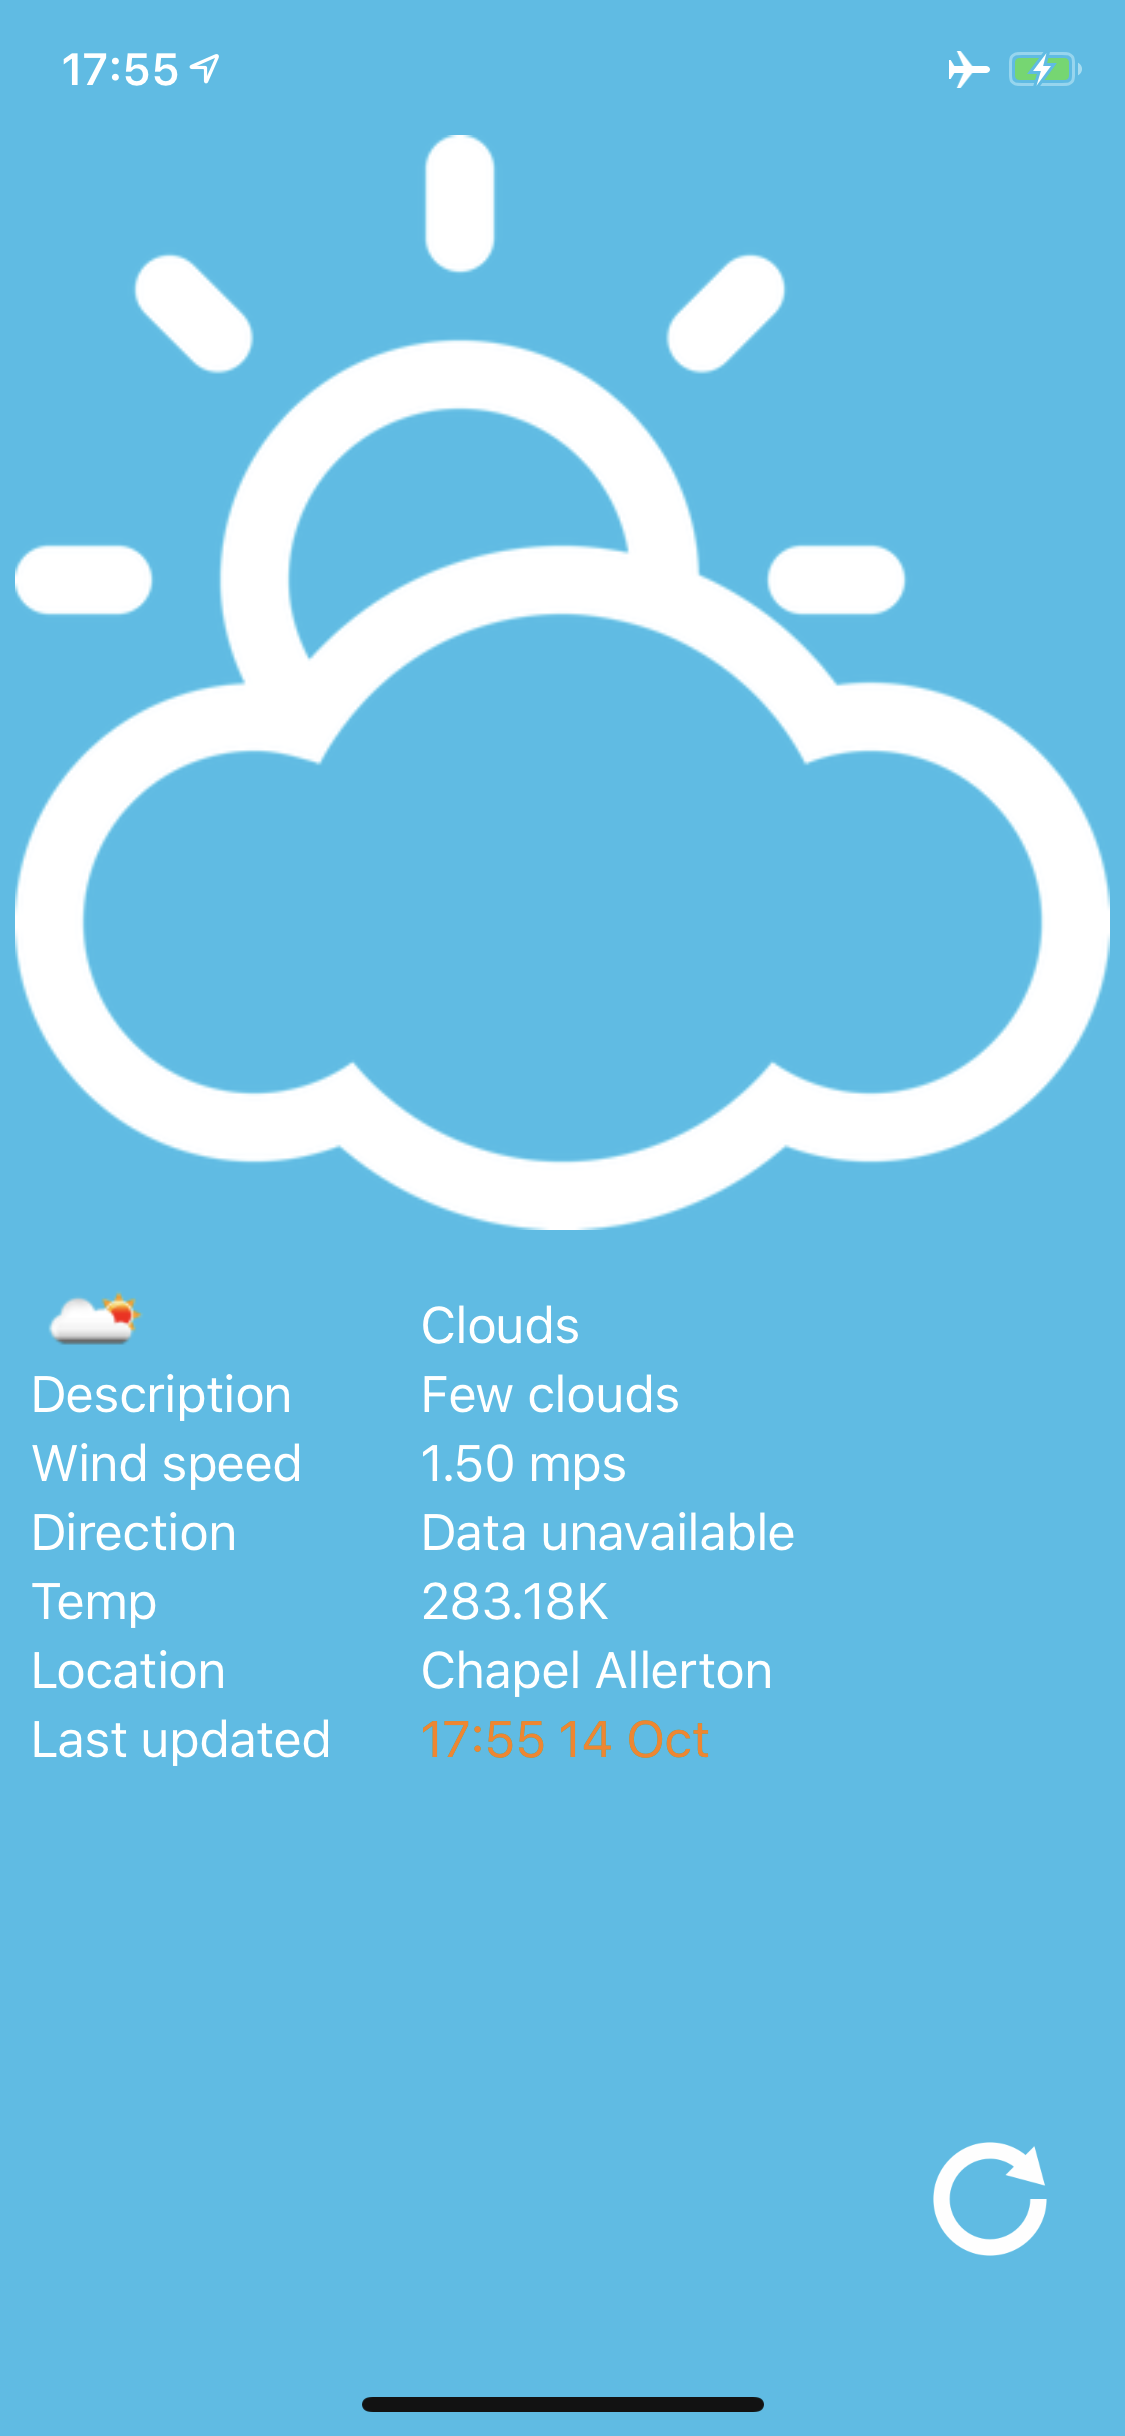 17:55
Clouds
Description Few clouds
Wind speed 1.50 mps
Direction Data unavailable
Temp 283.18K
Location Chapel Allerton
Last updated 17:55 14 Oct